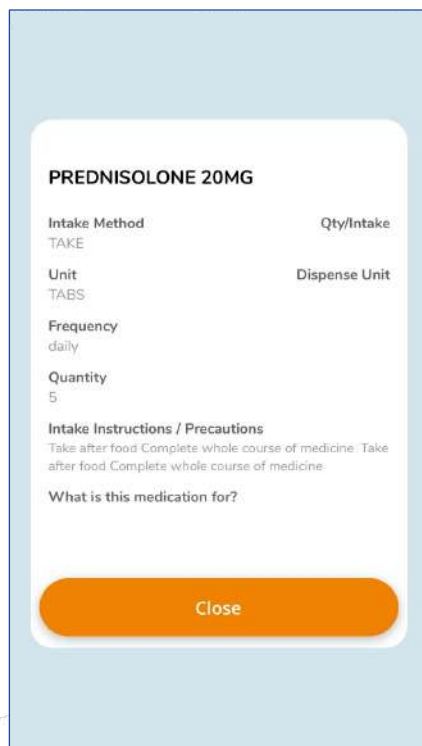 PREDNISOLONE 20MG
Intake Method Qty/Intake
TAKE
Unit Dispense Unit
TABS
Frequency
daily
Quantity
5
Intake Instructions / Precautions
Take after food Complete whole course of medicine Take
after food Complete whole course of medicine
What is this medication for?
Close